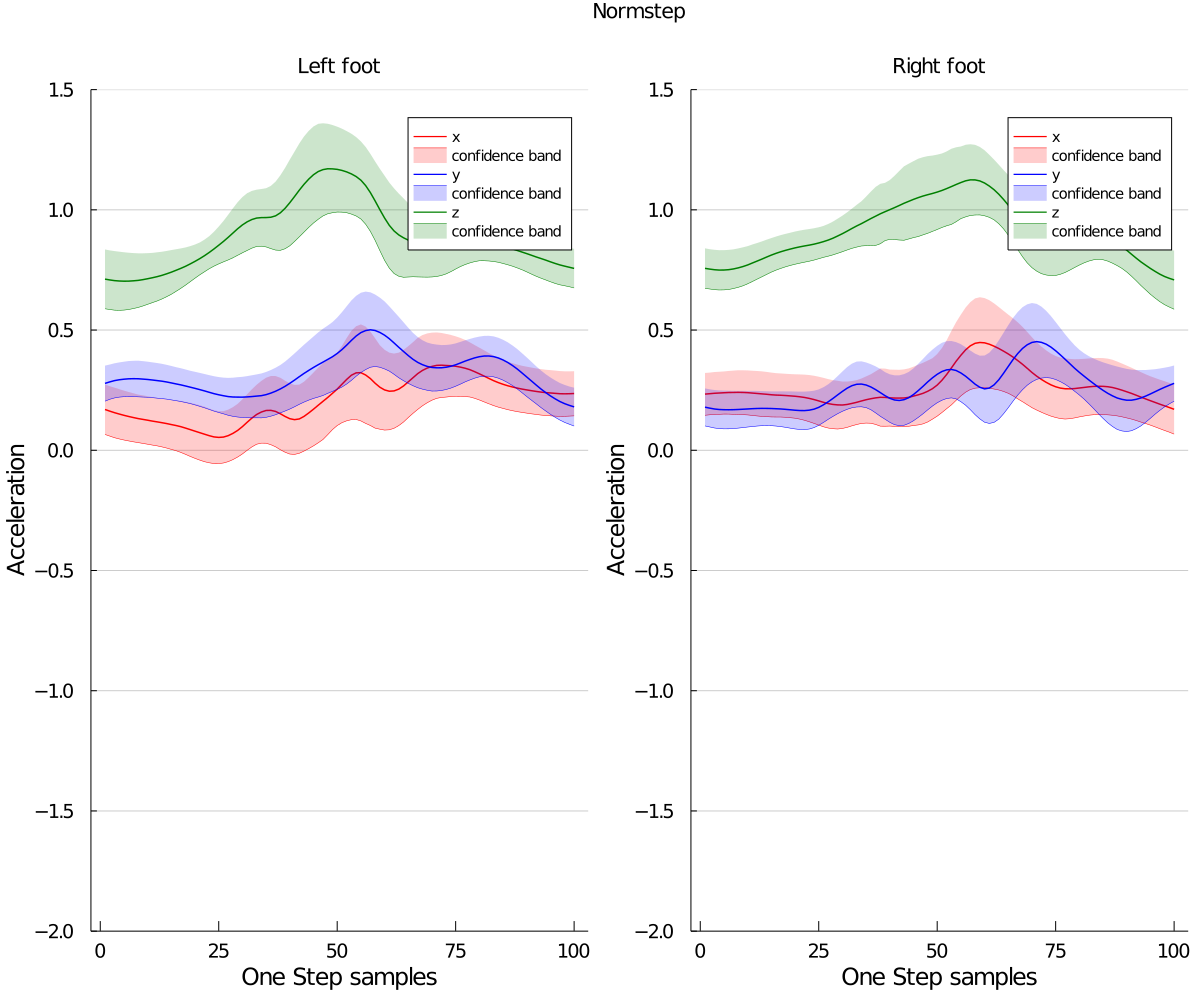 Normstep
Left foot
1.5
1.0
0.5
0.0
−0.5
−1.0
−1.5
−2.0
Acceleration
0 25 50 75 100
One Step samples
x
confidence band
y
confidence band
z
confidence band
Right foot
1.5
1.0
0.5
0.0
−0.5
−1.0
−1.5
−2.0
Acceleration
0 25 50 75 100
One Step samples
x
confidence band
y
confidence band
z
confidence band